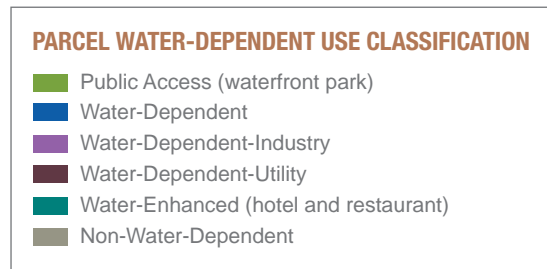 PARCEL WATER-DEPENDENT USE CLASSIFICATION
Public Access (waterfront park)
Water-Dependent
Water-Dependent-Industry
Water-Dependent-Utility
Water-Enhanced (hotel and restaurant)
Non-Water-Dependent